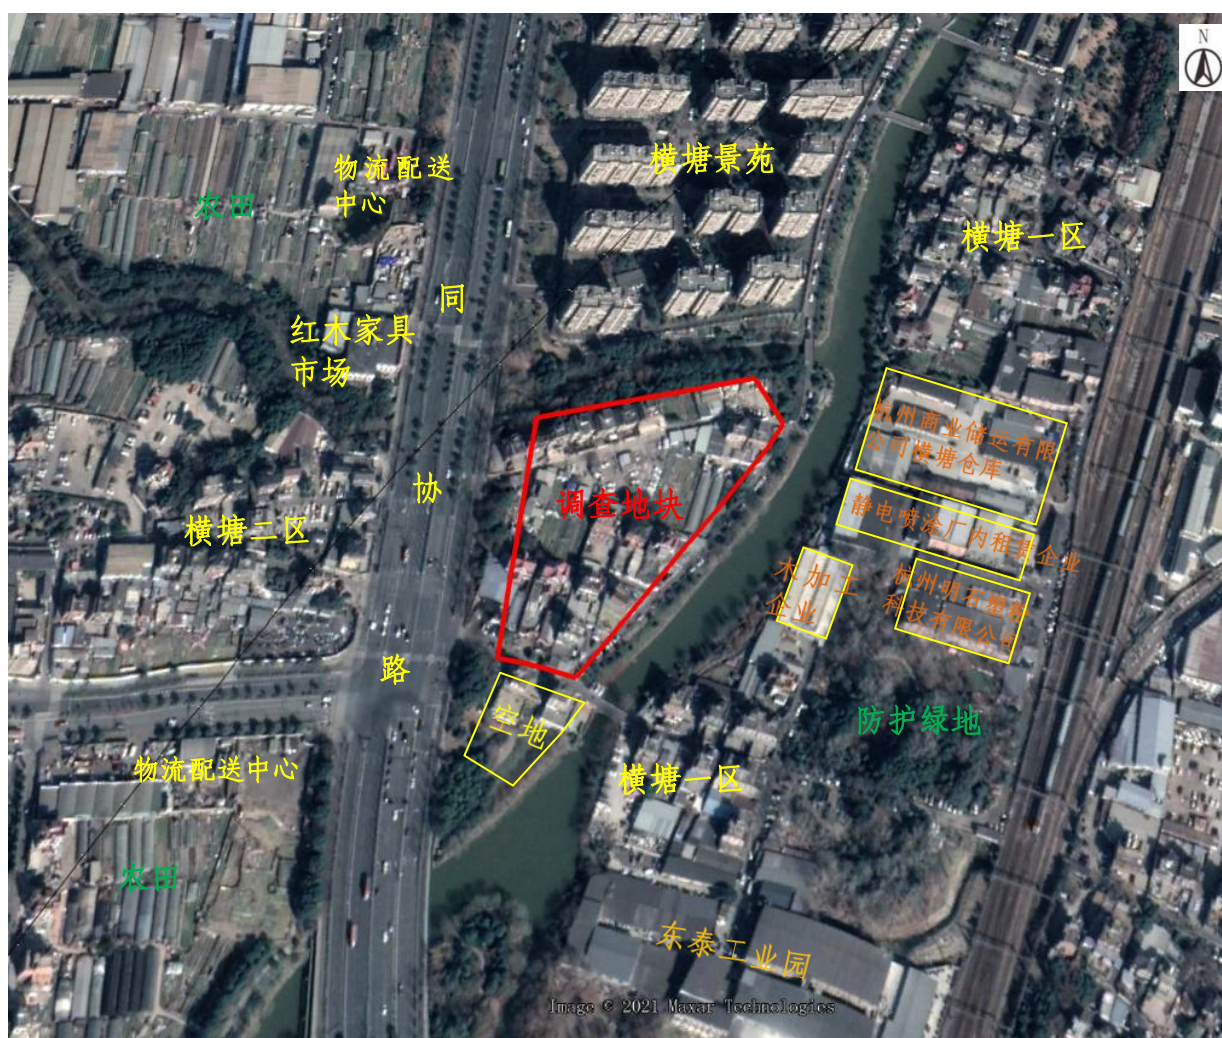 N
物流配送
中心
横塘景苑
农田
横塘一区
同
红木家具
市场
杭州商业储运有限
公司横塘仓库
协
调查地块
静电喷涂厂内租赁企业
横塘二区
木加工
企业
杭州明石塑胶
科技有限公司
路
空地
防护绿地
物流配送中心
横塘一区
农田
东泰工业园
Image © 2021 Maxar Technologies